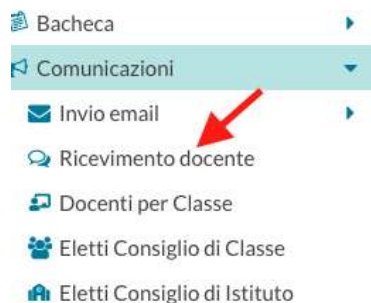 Bacheca
Comunicazioni
Invio email
Ricevimento docente
Docenti per Classe
Eletti Consiglio di Classe
Eletti Consiglio di Istituto